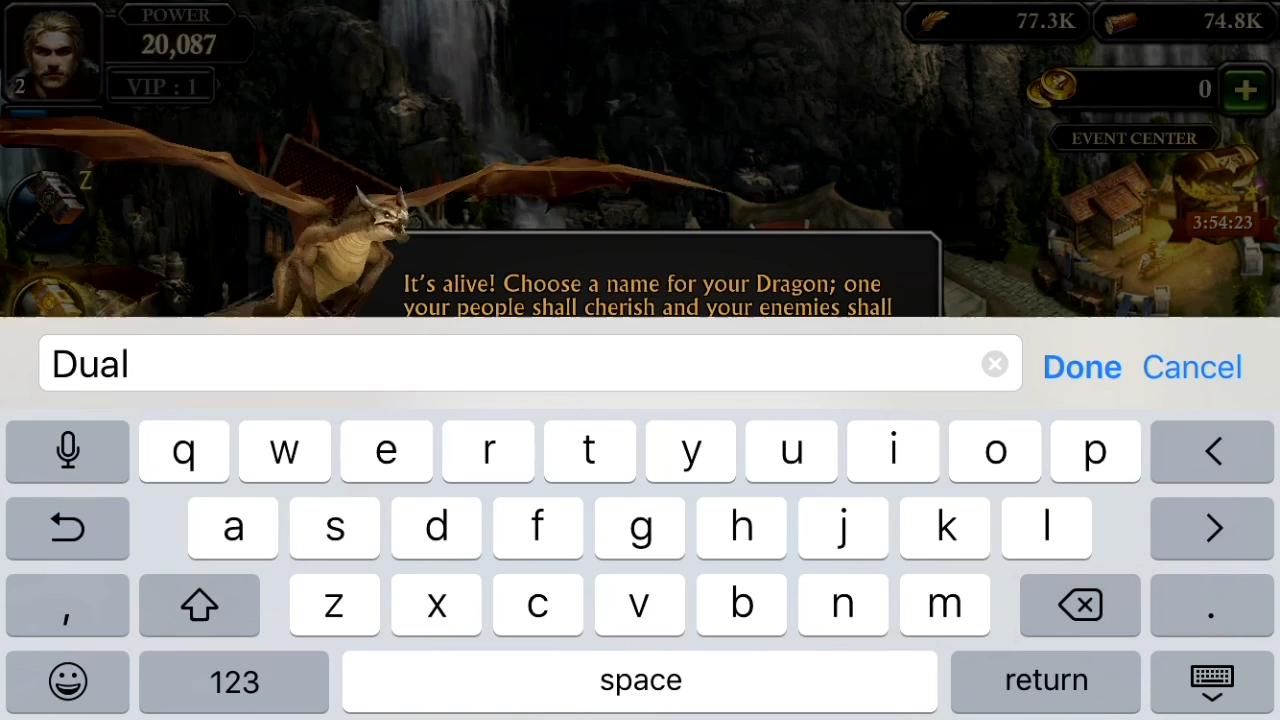 POWER
20,087
2
VIP : 1
77.3K
74.8K
0
EVENT CENTER
Z
3:54:23
It's alive! Choose a name for your Dragon; one
your people shall cherish and your enemies shall
Dual
Done
Cancel
q w e r t y u i o p <
a s d f g h j k l >
, z x c v b n m .
123 space return